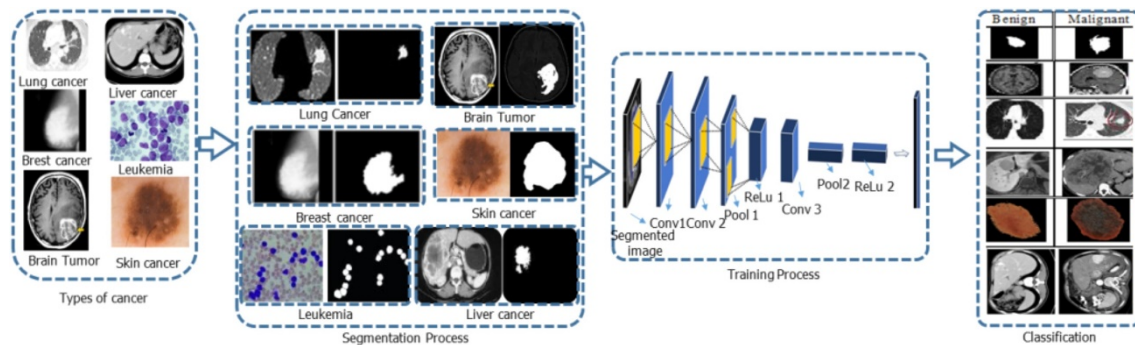 Lung cancer
Liver cancer
Brest cancer
Leukemia
Brain Tumor
Skin cancer
Types of cancer
Lung Cancer
Brain Tumor
Breast cancer
Skin cancer
Leukemia
Liver cancer
Segmentation Process
Segmented
image
Conv1
Conv 2
Pool 1
ReLu 1
Conv 3
Pool2
ReLu 2
Training Process
Benign
Malignant
Classification